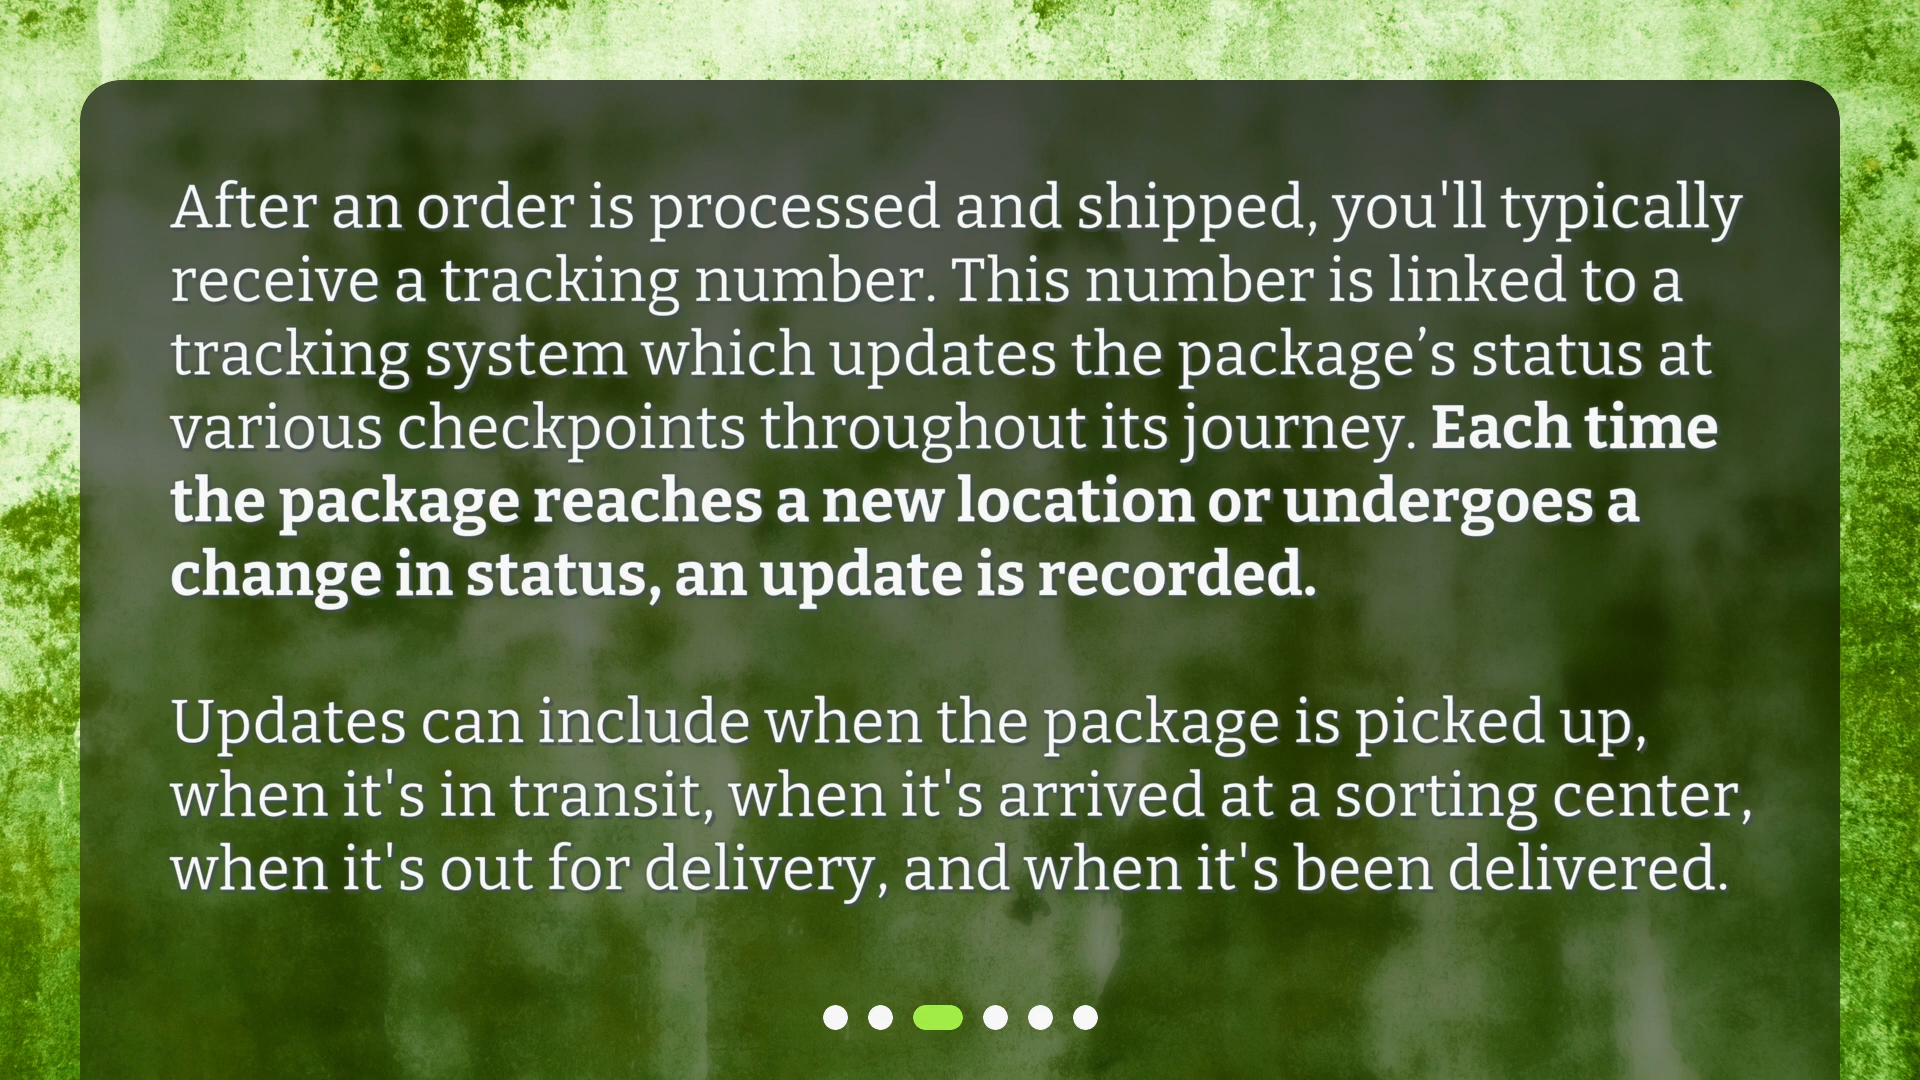 After an order is processed and shipped, you'll typically
receive a tracking number. This number is linked to a
tracking system which updates the package’s status at
various checkpoints throughout its journey. Each time
the package reaches a new location or undergoes a
change in status, an update is recorded.
Updates can include when the package is picked up,
when it's in transit, when it's arrived at a sorting center,
when it's out for delivery, and when it's been delivered.